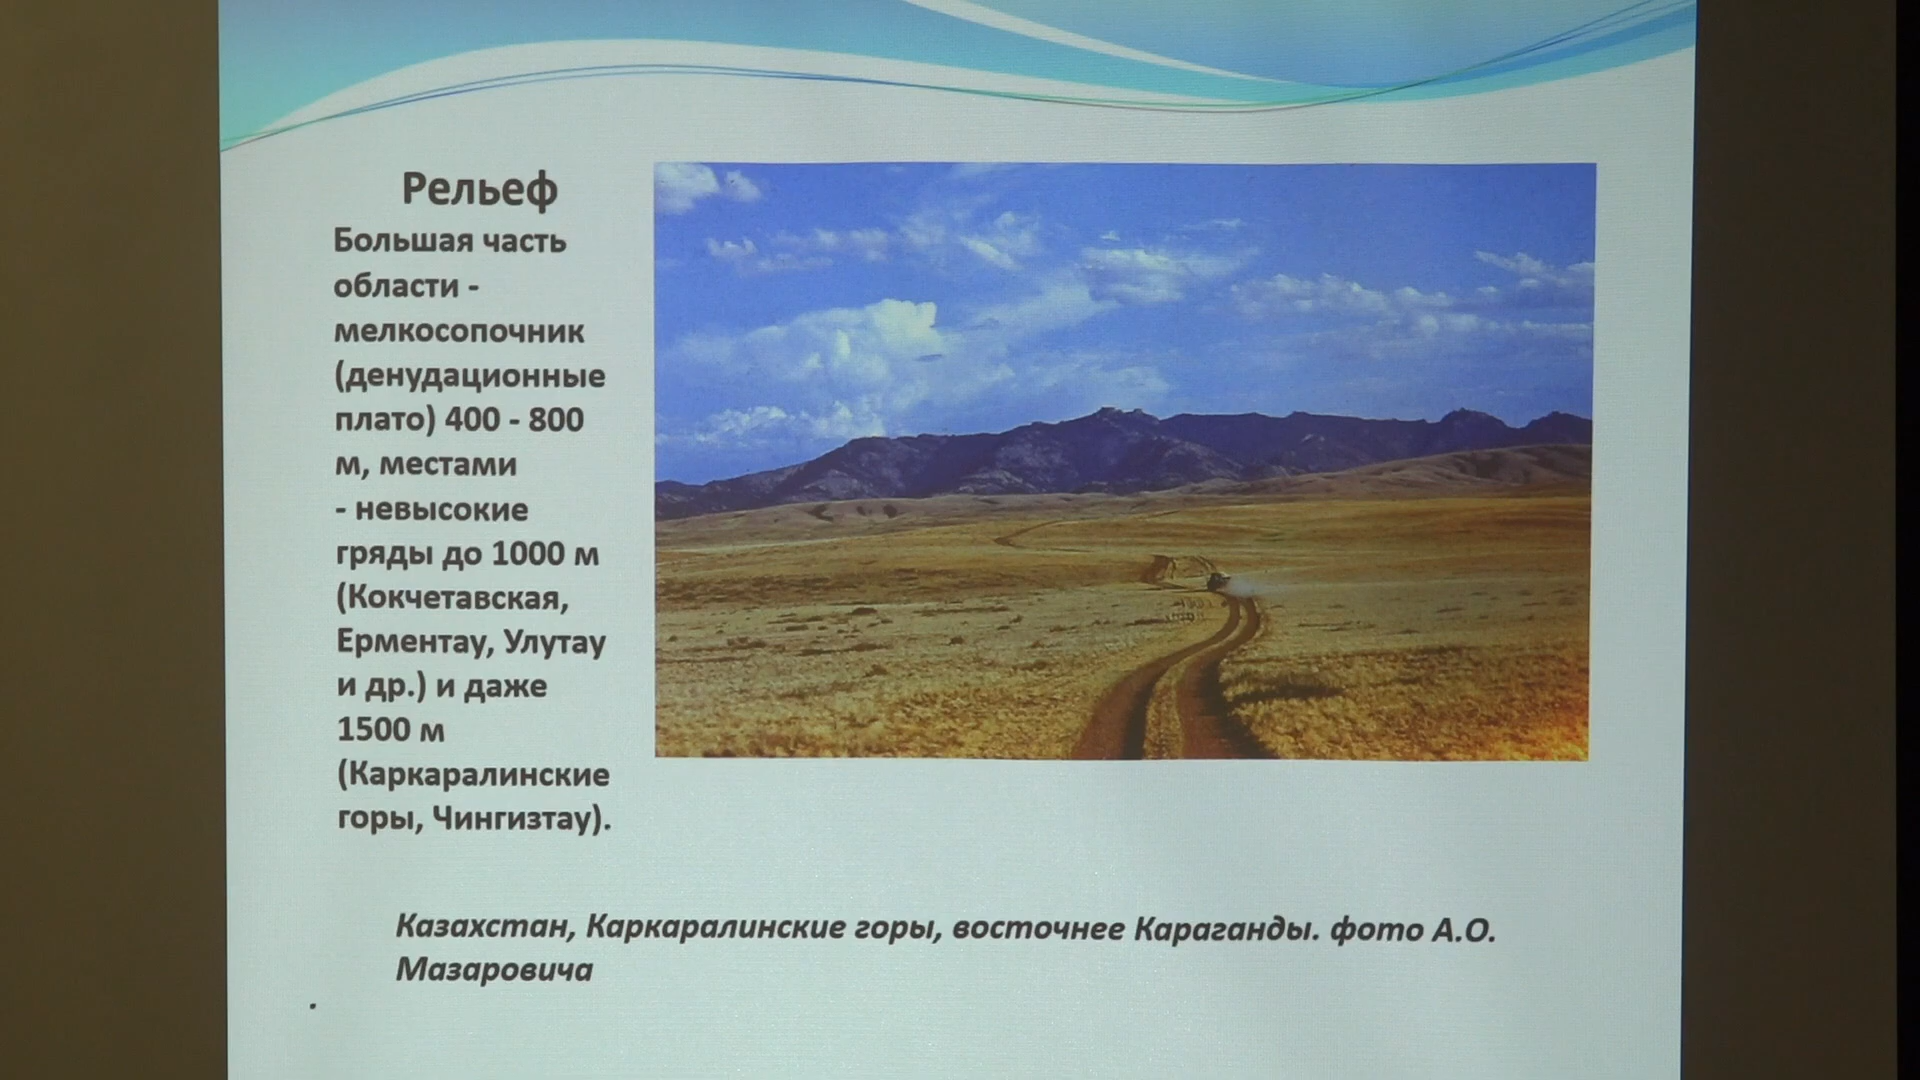 Рельеф
Большая часть
области -
мелкосопочник
(денудационные
плато) 400 - 800
м, местами
- невысокие
гряды до 1000 м
(Кокчетавская,
Ерментау, Улутау
и др.) и даже
1500 м
(Каркаралинские
горы, Чингизтау).
Казахстан, Каркаралинские горы, восточнее Караганды. фото А.О.
Мазаровича
.